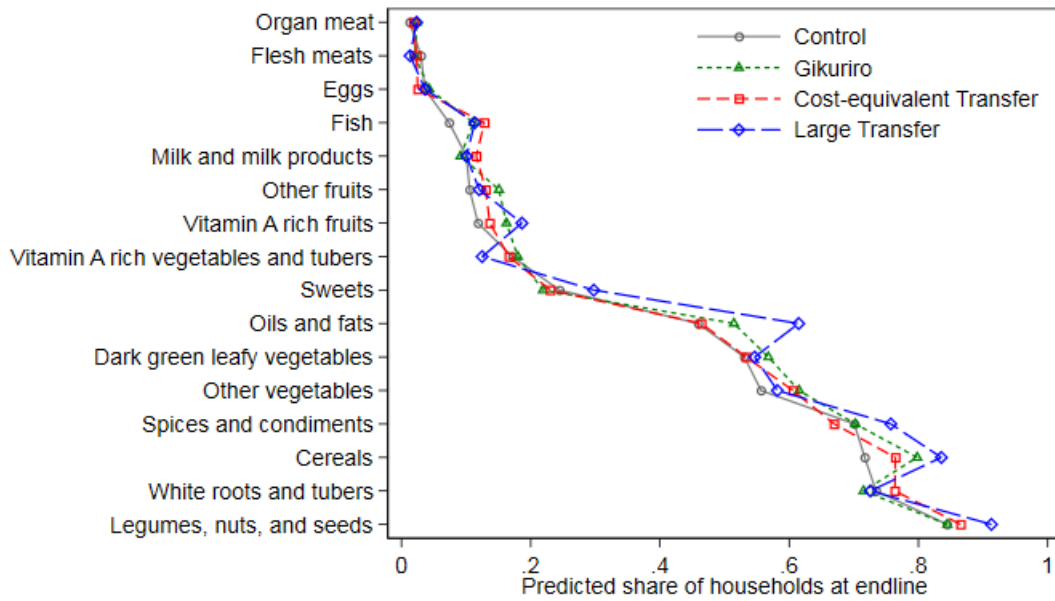 Organ meat
Flesh meats
Eggs
Fish
Milk and milk products
Other fruits
Vitamin A rich fruits
Vitamin A rich vegetables and tubers
Sweets
Oils and fats
Dark green leafy vegetables
Other vegetables
Spices and condiments
Cereals
White roots and tubers
Legumes, nuts, and seeds
Control
Gikuriro
Cost-equivalent Transfer
Large Transfer
0 .2 .4 .6 .8 1
Predicted share of households at endline